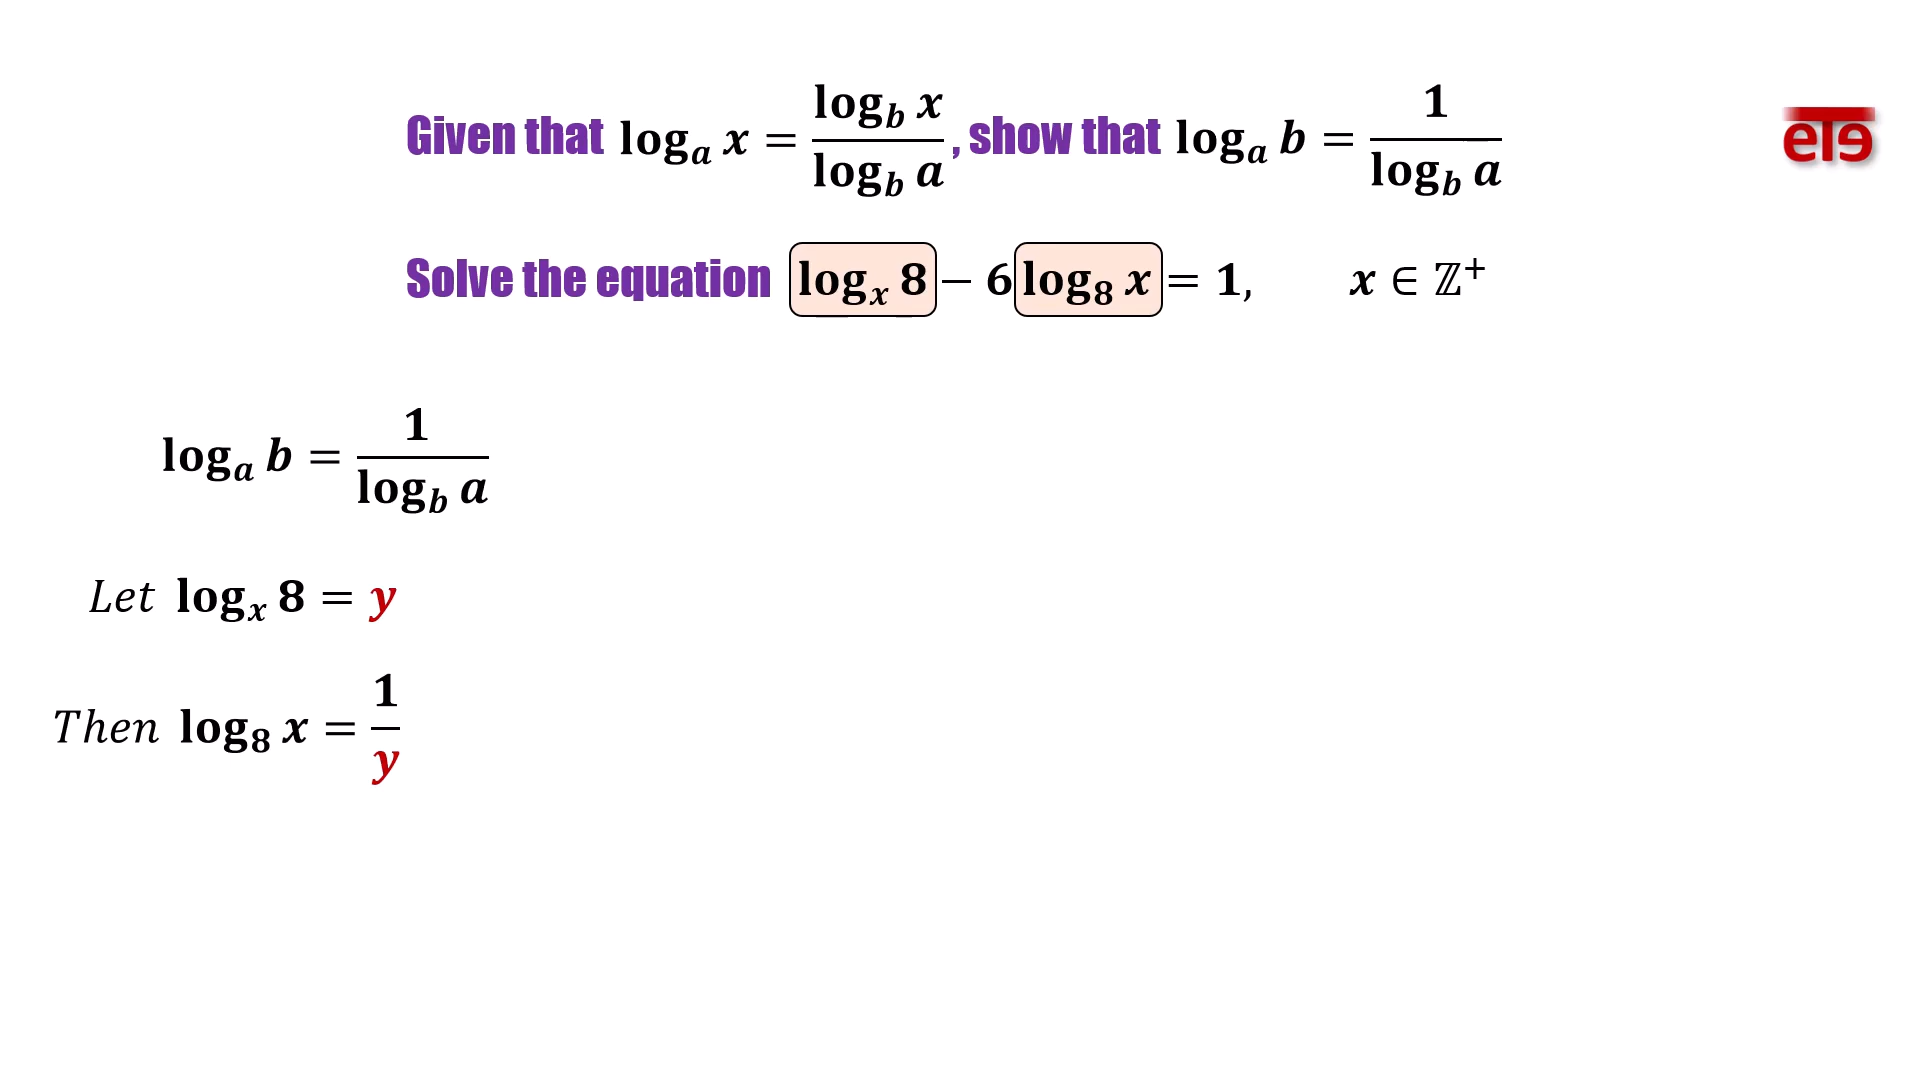 Given that log_a x = log_b x / log_b a , show that log_a b = 1 / log_b a
eTe
Solve the equation log_x 8 − 6 log_8 x = 1, x ∈ ℤ⁺
log_a b = 1 / log_b a
Let log_x 8 = y
Then log_8 x = 1 / y